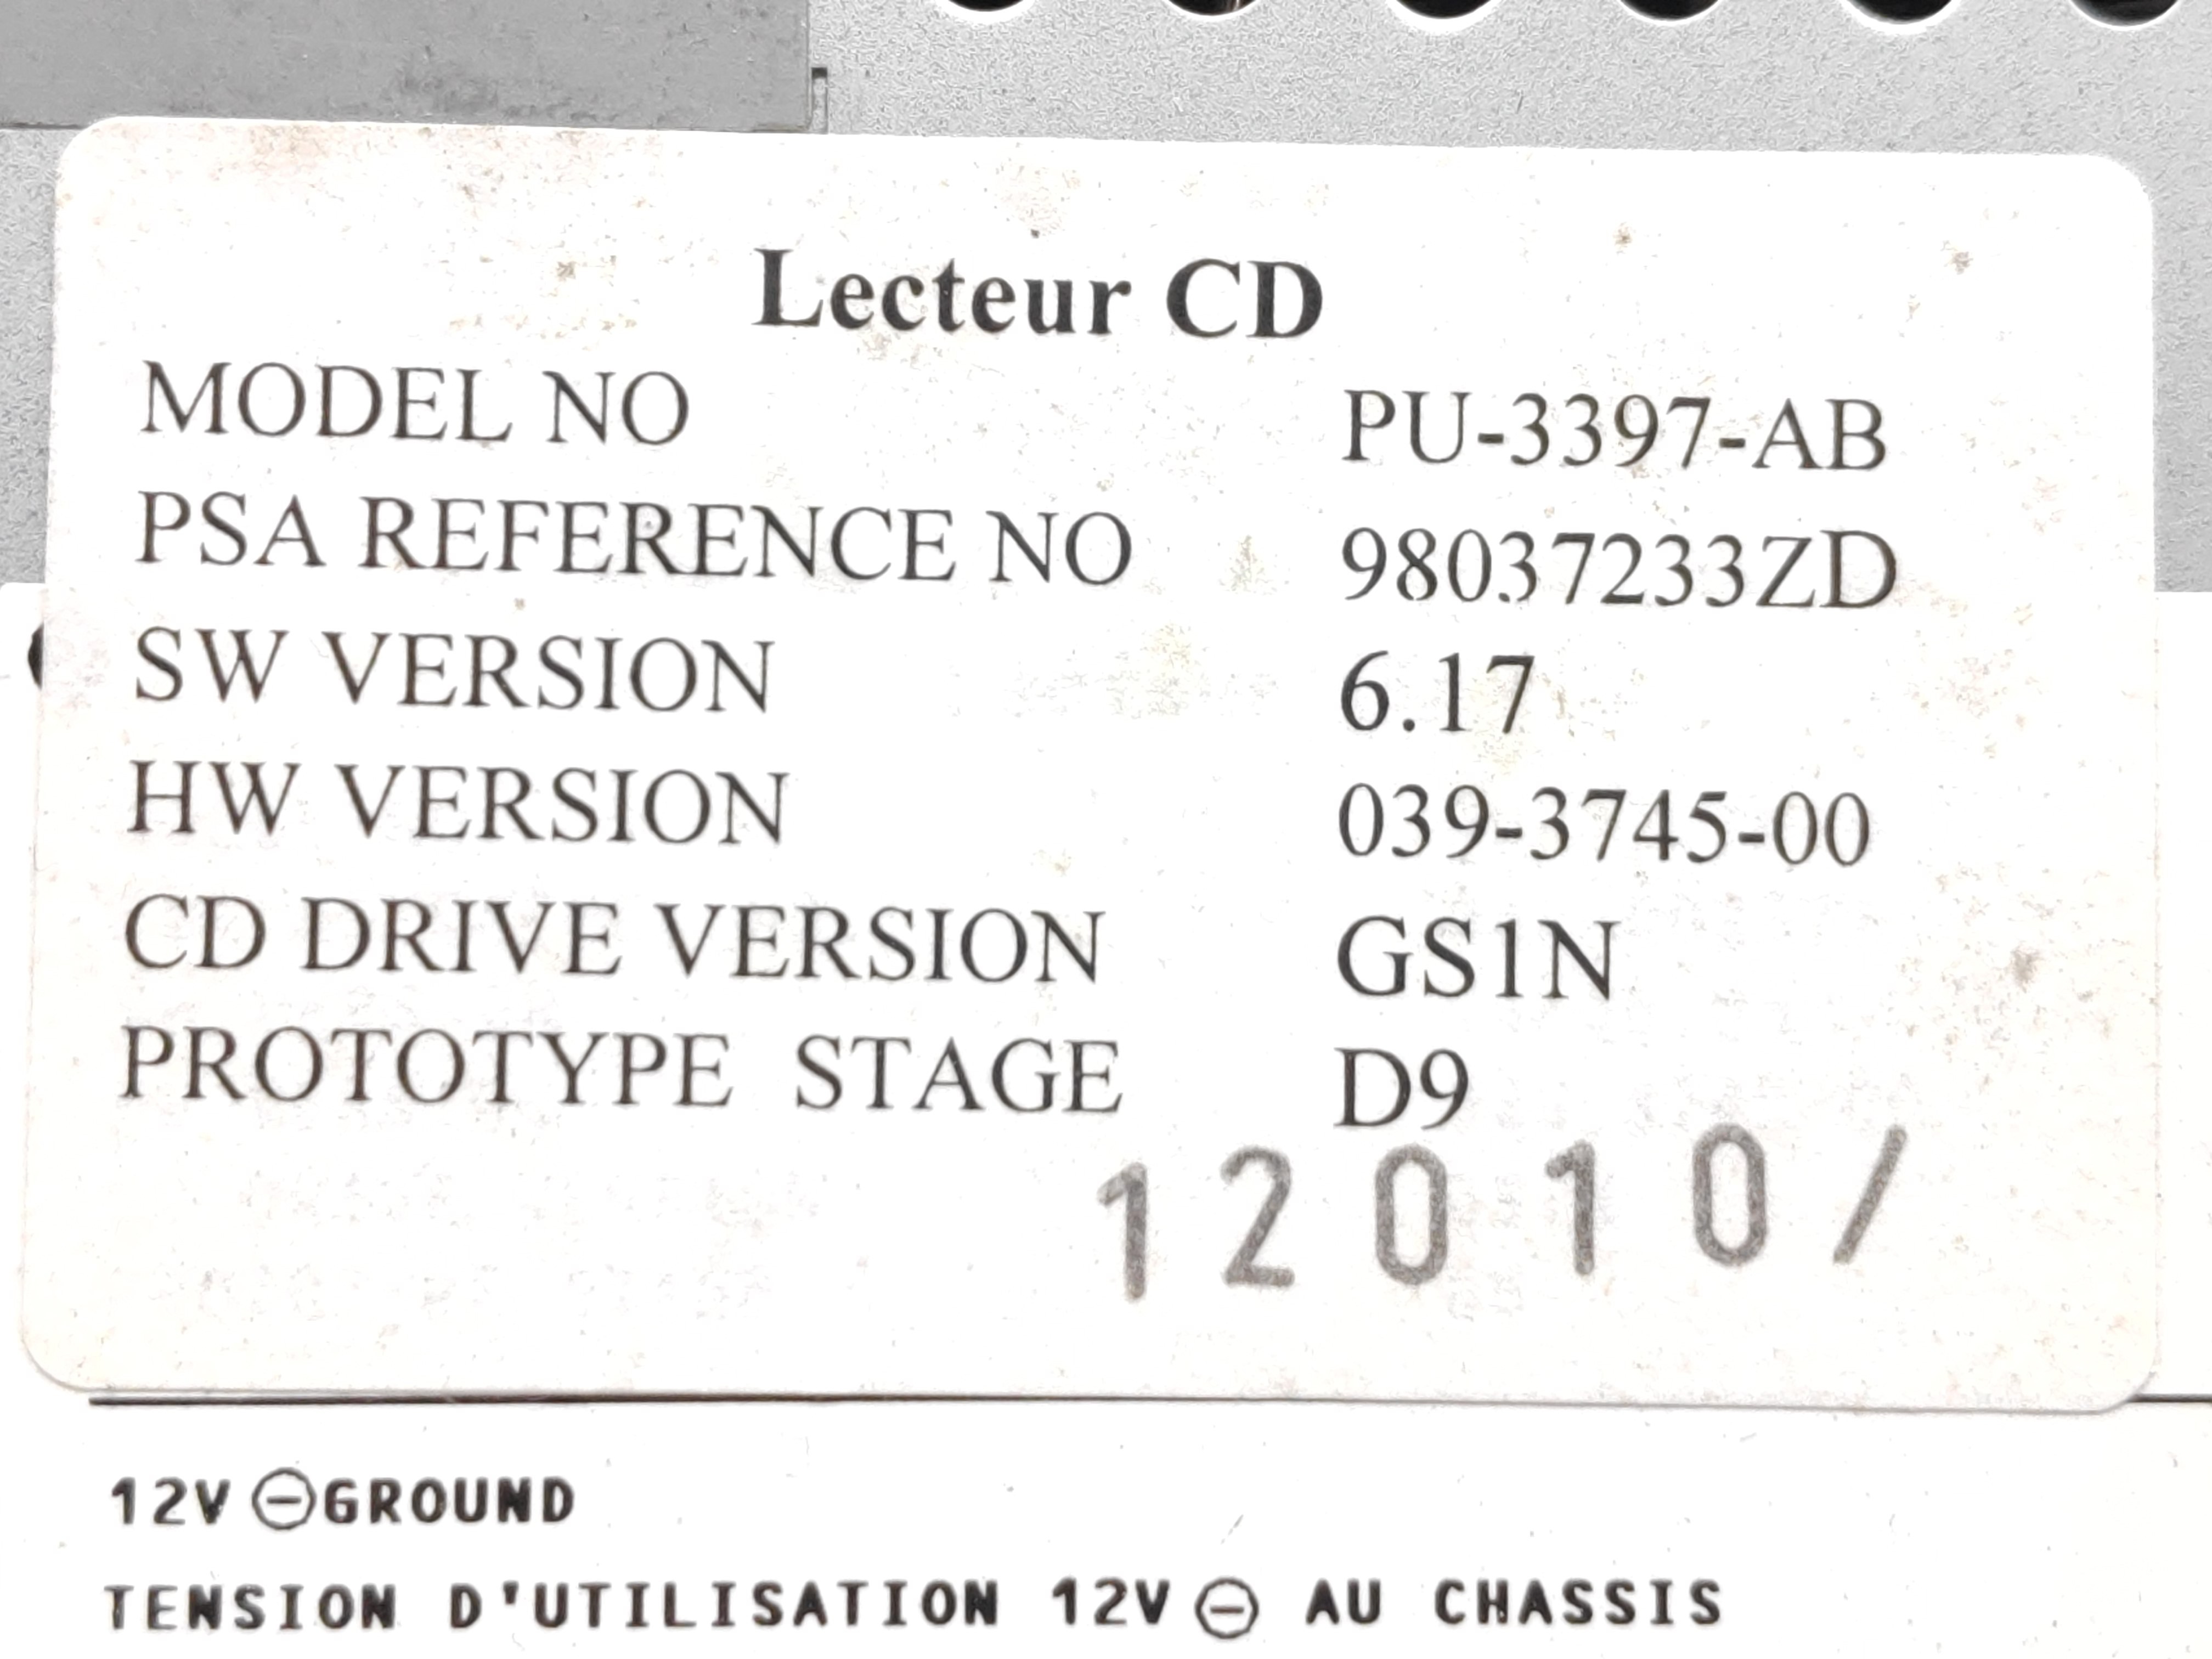 Lecteur CD
MODEL NO PU-3397-AB
PSA REFERENCE NO 98037233ZD
SW VERSION 6.17
HW VERSION 039-3745-00
CD DRIVE VERSION GS1N
PROTOTYPE STAGE D9
12010/
12V ⊖GROUND
TENSION D'UTILISATION 12V ⊖ AU CHASSIS